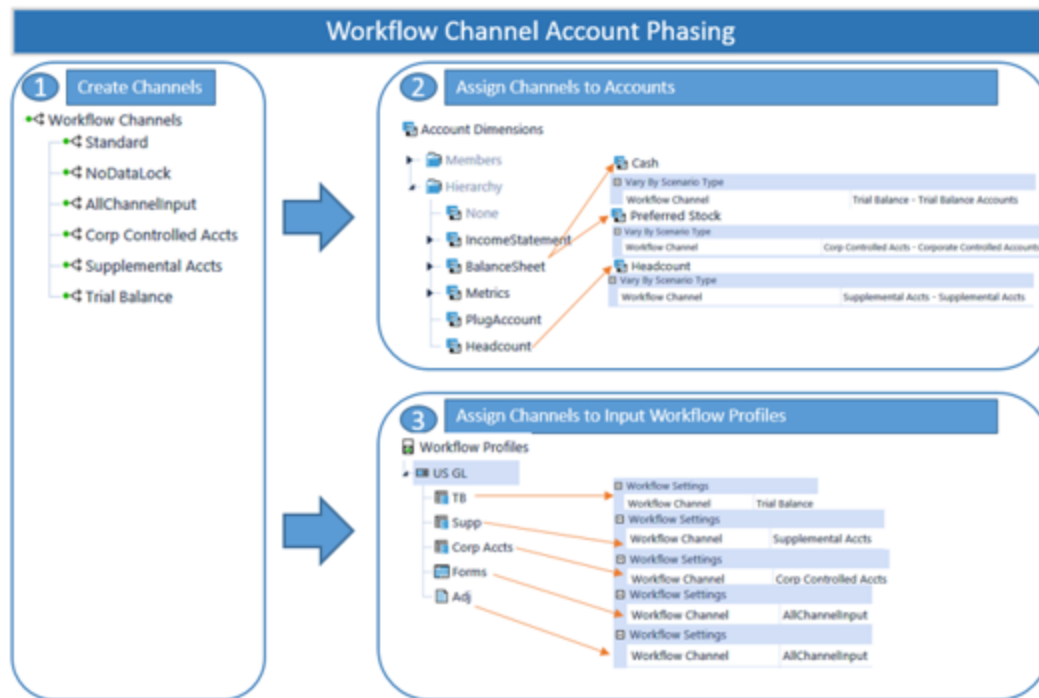 Workflow Channel Account Phasing
1 Create Channels
Workflow Channels
Standard
NoDataLock
AllChannelInput
Corp Controlled Accts
Supplemental Accts
Trial Balance
2 Assign Channels to Accounts
Account Dimensions
Members
Hierarchy
None
IncomeStatement
BalanceSheet
Metrics
PlugAccount
Headcount
Cash
Vary By Scenario Type
Workflow Channel Trial Balance - Trial Balance Accounts
Preferred Stock
Vary By Scenario Type
Workflow Channel Corp Controlled Accts - Corporate Controlled Accounts
Headcount
Vary By Scenario Type
Workflow Channel Supplemental Accts - Supplemental Accts
3 Assign Channels to Input Workflow Profiles
Workflow Profiles
US GL
TB
Supp
Corp Accts
Forms
Adj
Workflow Settings
Workflow Channel Trial Balance
Workflow Settings
Workflow Channel Supplemental Accts
Workflow Settings
Workflow Channel Corp Controlled Accts
Workflow Settings
Workflow Channel AllChannelInput
Workflow Settings
Workflow Channel AllChannelInput